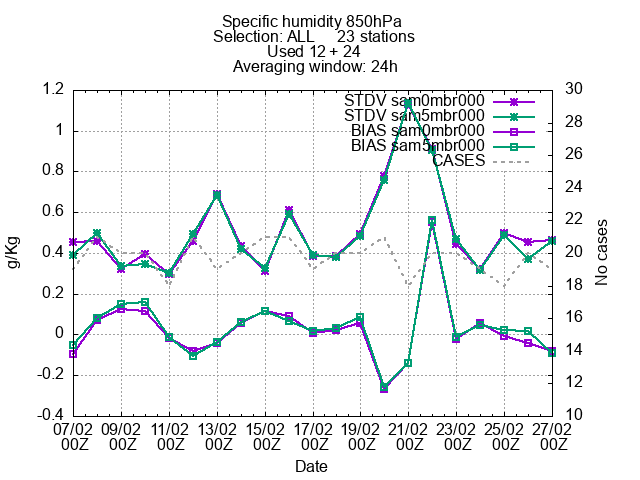 Specific humidity 850hPa
Selection: ALL 23 stations
Used 12 + 24
Averaging window: 24h
STDV sam0mbr000
STDV sam5mbr000
BIAS sam0mbr000
BIAS sam5mbr000
CASES
1.2
1
0.8
0.6
0.4
0.2
0
-0.2
-0.4
g/Kg
30
28
26
24
22
20
18
16
14
12
10
No cases
07/02 09/02 11/02 13/02 15/02 17/02 19/02 21/02 23/02 25/02 27/02
00Z 00Z 00Z 00Z 00Z 00Z 00Z 00Z 00Z 00Z 00Z
Date